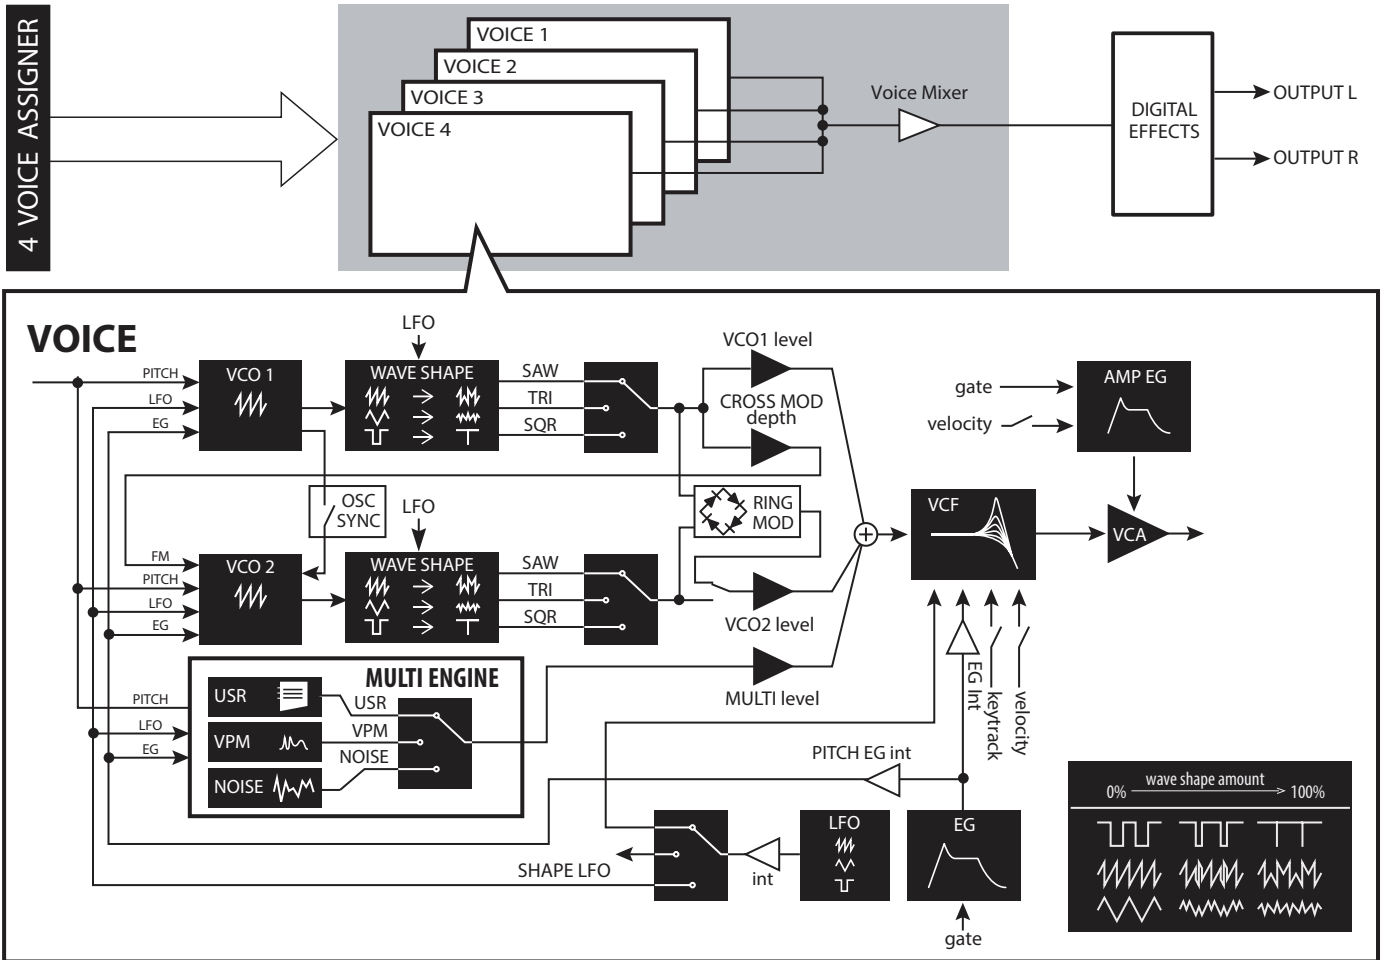 4 VOICE ASSIGNER
VOICE 1
VOICE 2
VOICE 3
VOICE 4
Voice Mixer
DIGITAL
EFFECTS
OUTPUT L
OUTPUT R
VOICE
PITCH
LFO
EG
VCO 1
LFO
WAVE SHAPE
SAW
TRI
SQR
VCO1 level
CROSS MOD
depth
OSC
SYNC
RING
MOD
gate
velocity
AMP EG
VCF
VCA
FM
PITCH
LFO
EG
VCO 2
LFO
WAVE SHAPE
SAW
TRI
SQR
VCO2 level
MULTI ENGINE
PITCH
LFO
EG
USR
VPM
NOISE
USR
VPM
NOISE
MULTI level
EG Int
keytrack
velocity
PITCH EG int
SHAPE LFO
int
LFO
EG
gate
wave shape amount
0%
100%